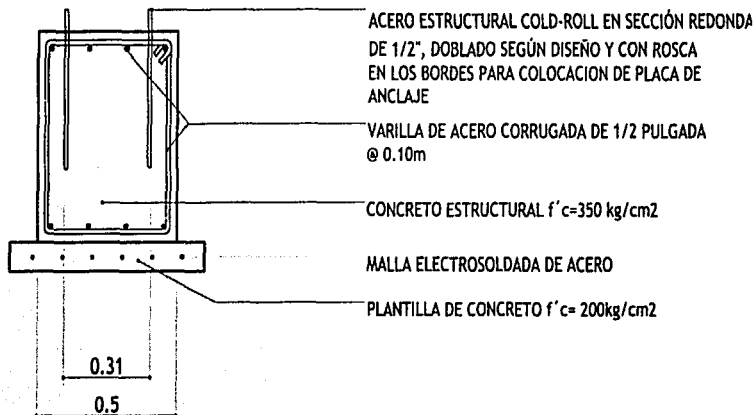 ACERO ESTRUCTURAL COLD-ROLL EN SECCIÓN REDONDA
DE 1/2", DOBLADO SEGÚN DISEÑO Y CON ROSCA
EN LOS BORDES PARA COLOCACION DE PLACA DE
ANCLAJE
VARILLA DE ACERO CORRUGADA DE 1/2 PULGADA
@ 0.10m
CONCRETO ESTRUCTURAL f´c=350 kg/cm2
MALLA ELECTROSOLDADA DE ACERO
PLANTILLA DE CONCRETO f´c= 200kg/cm2
0.31
0.5